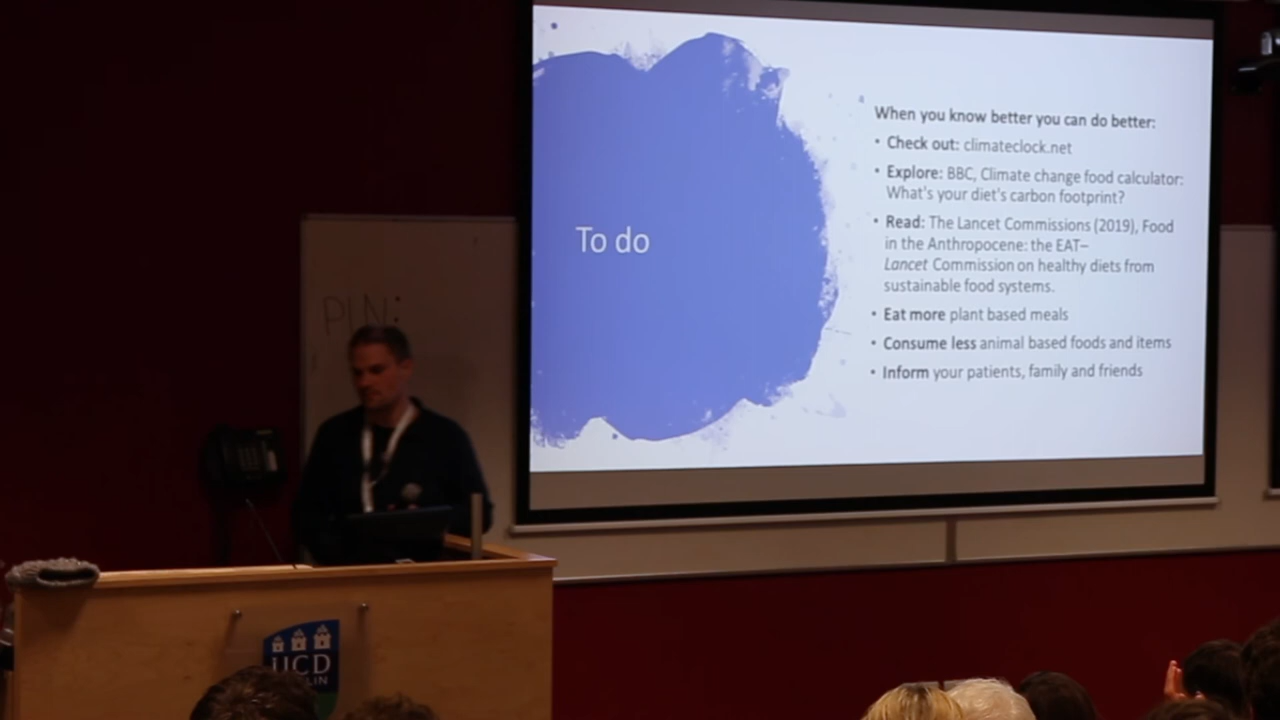 When you know better you can do better:
• Check out: climateclock.net
• Explore: BBC, Climate change food calculator:
What's your diet's carbon footprint?
• Read: The Lancet Commissions (2019), Food
in the Anthropocene: the EAT–
Lancet Commission on healthy diets from
sustainable food systems.
• Eat more plant based meals
• Consume less animal based foods and items
• Inform your patients, family and friends
To do
PIN:
UCD